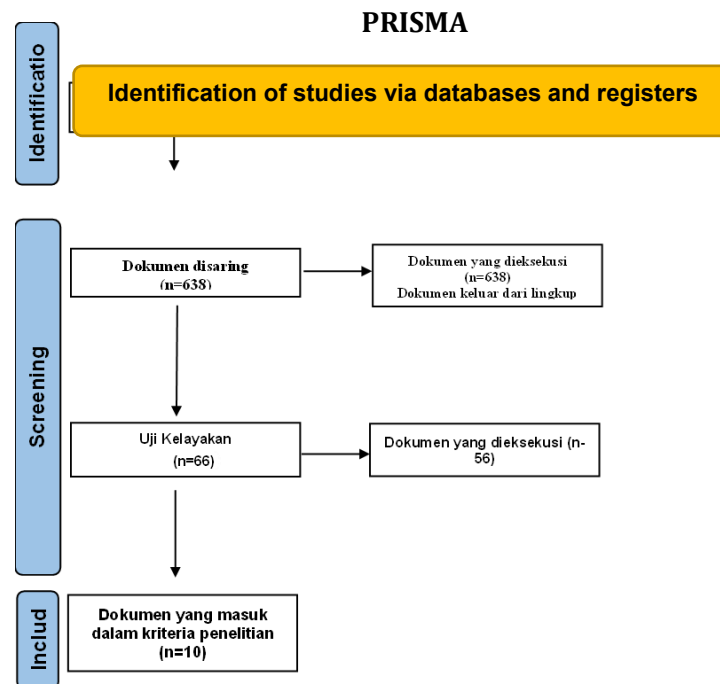 PRISMA
Identificatio
Identification of studies via databases and registers
Screening
Dokumen disaring
(n=638)
Dokumen yang dieksekusi
(n=638)
Dokumen keluar dari lingkup
Uji Kelayakan
(n=66)
Dokumen yang dieksekusi (n-
56)
Includ
Dokumen yang masuk
dalam kriteria penelitian
(n=10)